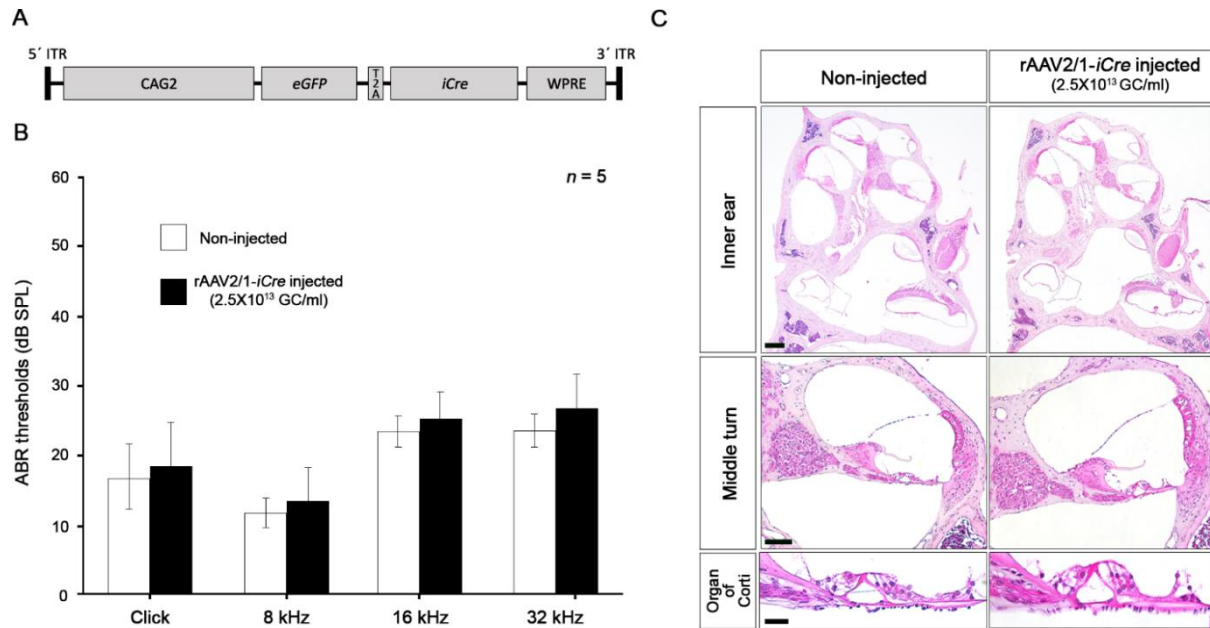 A
5´ ITR
3´ ITR
CAG2
eGFP
T2A
iCre
WPRE
B
n = 5
ABR thresholds (dB SPL)
60
50
40
30
20
10
0
Non-injected
rAAV2/1-iCre injected
(2.5X10¹³ GC/ml)
Click
8 kHz
16 kHz
32 kHz
C
Non-injected
rAAV2/1-iCre injected
(2.5X10¹³ GC/ml)
Inner ear
Middle turn
Organ
of
Corti